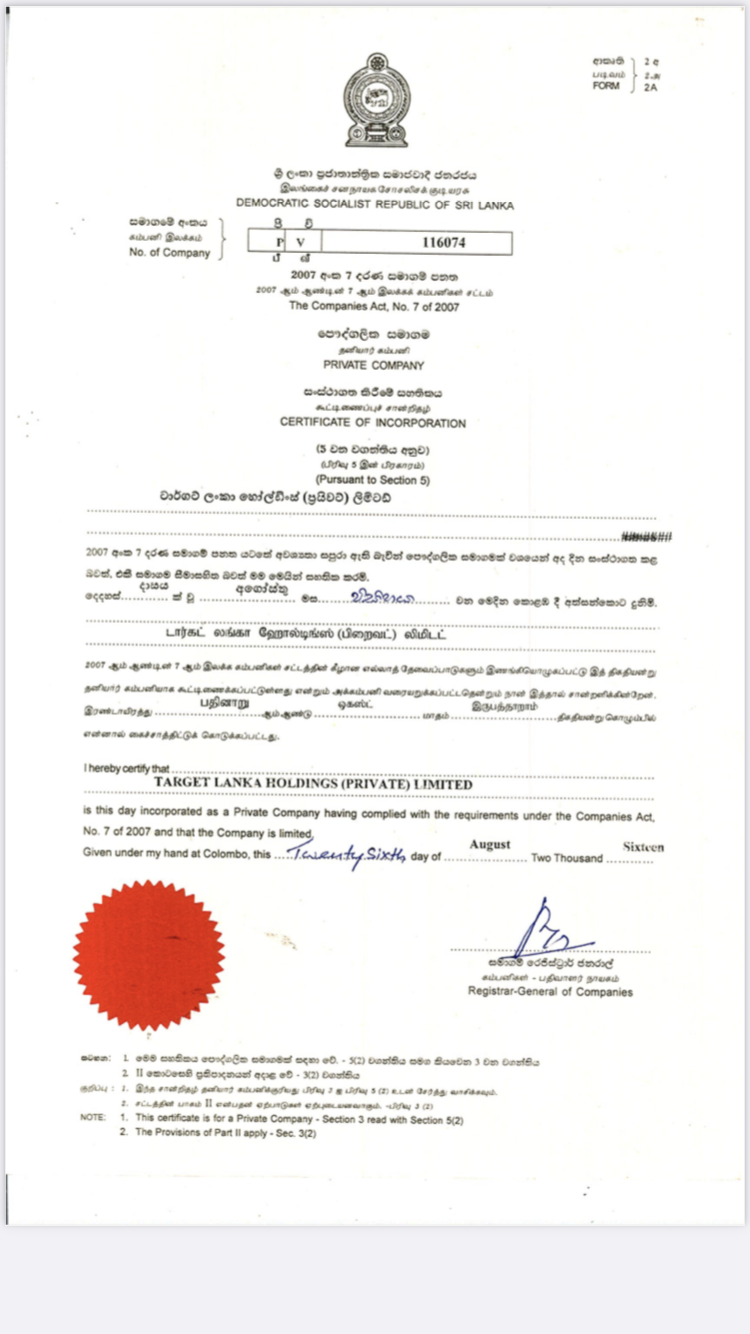 ආකෘති 2 අ
படிவம் 2 அ
FORM 2A
ශ්‍රී ලංකා ප්‍රජාතාන්ත්‍රික සමාජවාදී ජනරජය
இலங்கைச் சனநாயக சோசலிசக் குடியரசு
DEMOCRATIC SOCIALIST REPUBLIC OF SRI LANKA
සමාගමේ අංකය
கம்பனி இலக்கம்
No. of Company
පී වී
P V 116074
பீ வீ
2007 අංක 7 දරණ සමාගම් පනත
2007 ஆம் ஆண்டின் 7 ஆம் இலக்கக் கம்பனிகள் சட்டம்
The Companies Act, No. 7 of 2007
පෞද්ගලික සමාගම
தனியார் கம்பனி
PRIVATE COMPANY
සංස්ථාගත කිරීමේ සහතිකය
கூட்டிணைப்புச் சான்றிதழ்
CERTIFICATE OF INCORPORATION
(5 වන වගන්තිය අනුව)
(பிரிவு 5 இன் பிரகாரம்)
(Pursuant to Section 5)
ටාර්ගට් ලංකා හෝල්ඩිංස් (ප්‍රයිවට්) ලිමිටඩ්
2007 අංක 7 දරණ සමාගම් පනත යටතේ අවශ්‍යතා සපුරා ඇති බැවින් පෞද්ගලික සමාගමක් වශයෙන් අද දින සංස්ථාගත කළ
බවත්, එකී සමාගම සීමාසහිත බවත් මම මෙයින් සහතික කරමි.
දෙදහස් දාසය ක් වූ අගෝස්තු මස විසිහය වන මෙදින කොළඹ දී අත්සන්කොට දුනිමි.
டார்கட் லங்கா ஹோல்டிங்ஸ் (பிறைவட்) லிமிடட்
2007 ஆம் ஆண்டின் 7 ஆம் இலக்க கம்பனிகள் சட்டத்தின் கீழான எல்லாத் தேவைப்பாடுகளும் இணங்கியொழுகப்பட்டு இத் திகதியன்று
தனியார் கம்பனியாக கூட்டிணைக்கப்பட்டுள்ளது என்றும் அக்கம்பனி வரையறுக்கப்பட்டதென்றும் நான் இத்தால் சான்றளிக்கின்றேன்.
இரண்டாயிரத்து பதினாறு ஆம் ஆண்டு ஓகஸ்ட் மாதம் இருபத்தாறாம் திகதியன்று கொழும்பில்
என்னால் கைச்சாத்திட்டுக் கொடுக்கப்பட்டது.
I hereby certify that
TARGET LANKA HOLDINGS (PRIVATE) LIMITED
is this day incorporated as a Private Company having complied with the requirements under the Companies Act,
No. 7 of 2007 and that the Company is limited.
Given under my hand at Colombo, this Twenty Sixth day of August Two Thousand Sixteen
සමාගම් රෙජිස්ට්‍රාර් ජනරාල්
கம்பனிகள் - பதிவாளர் நாயகம்
Registrar-General of Companies
සටහන: 1. මෙම සහතිකය පෞද්ගලික සමාගමක් සඳහා වේ. - 5(2) වගන්තිය සමග කියවෙන 3 වන වගන්තිය
2. II කොටසෙහි ප්‍රතිපාදනයන් අදාළ වේ - 3(2) වගන්තිය
குறிப்பு : 1. இந்த சான்றிதழ் தனியார் கம்பனிக்குரியது பிரிவு 3 ஐ பிரிவு 5 (2) உடன் சேர்த்து வாசிக்கவும்.
2. சட்டத்தின் பாகம் II என்பதன் ஏற்பாடுகள் ஏற்புடையனவாகும். -பிரிவு 3 (2)
NOTE: 1. This certificate is for a Private Company - Section 3 read with Section 5(2)
2. The Provisions of Part II apply - Sec. 3(2)